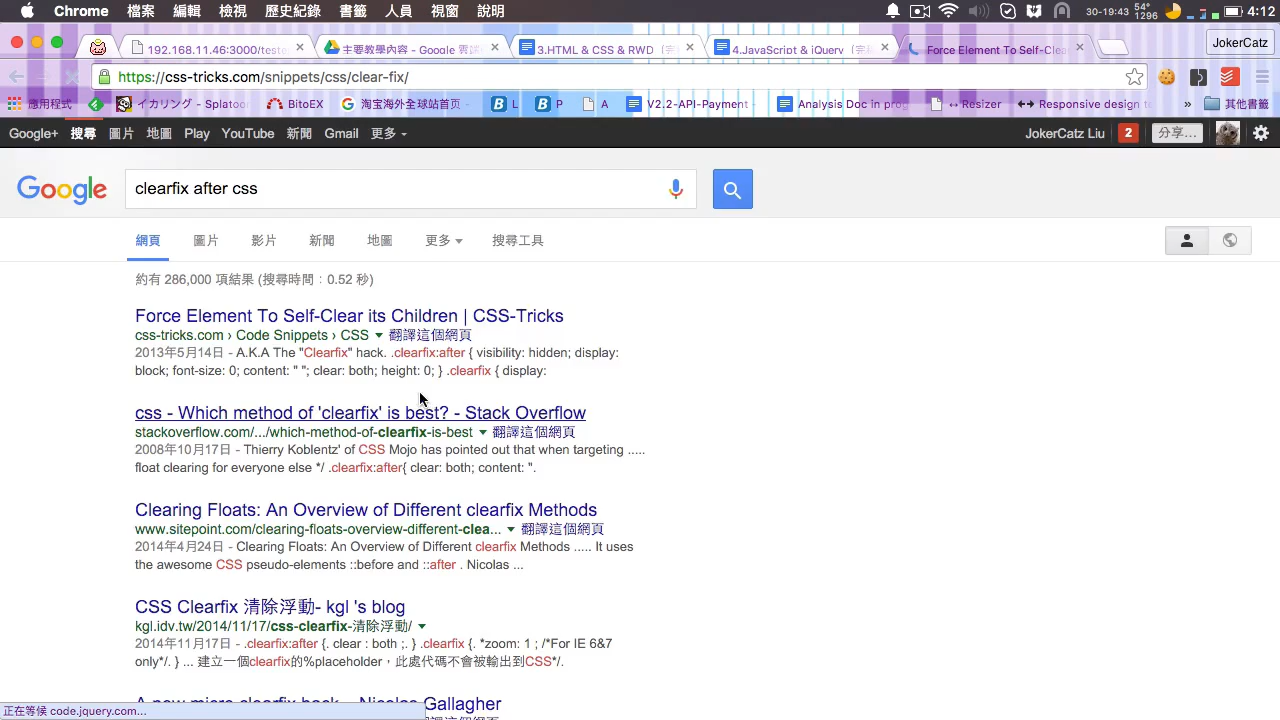 Chrome 檔案 編輯 檢視 歷史紀錄 書籤 人員 視窗 說明 30-19:43 54° 1296 4:12
192.168.11.46:3000/teste 主要教學內容 - Google 雲端 3.HTML & CSS & RWD 4.JavaScript & jQuery Force Element To Self-Clea JokerCatz
https://css-tricks.com/snippets/css/clear-fix/
應用程式 イカリング - Splatoo BitoEX 淘宝海外全球站首页 L P A V2.2-API-Payment - Analysis Doc in prog ↔ Resizer Responsive design t » 其他書籤
Google+ 搜尋 圖片 地圖 Play YouTube 新聞 Gmail 更多 JokerCatz Liu 2 分享...
Google clearfix after css
網頁 圖片 影片 新聞 地圖 更多 搜尋工具
約有 286,000 項結果 (搜尋時間：0.52 秒)
Force Element To Self-Clear its Children | CSS-Tricks
css-tricks.com › Code Snippets › CSS 翻譯這個網頁
2013年5月14日 - A.K.A The "Clearfix" hack. .clearfix:after { visibility: hidden; display:
block; font-size: 0; content: " "; clear: both; height: 0; } .clearfix { display:
css - Which method of 'clearfix' is best? - Stack Overflow
stackoverflow.com/.../which-method-of-clearfix-is-best 翻譯這個網頁
2008年10月17日 - Thierry Koblentz' of CSS Mojo has pointed out that when targeting .....
float clearing for everyone else */ .clearfix:after{ clear: both; content: ''.
Clearing Floats: An Overview of Different clearfix Methods
www.sitepoint.com/clearing-floats-overview-different-clea... 翻譯這個網頁
2014年4月24日 - Clearing Floats: An Overview of Different clearfix Methods ..... It uses
the awesome CSS pseudo-elements ::before and ::after . Nicolas ...
CSS Clearfix 清除浮動- kgl 's blog
kgl.idv.tw/2014/11/17/css-clearfix-清除浮動/
2014年11月17日 - .clearfix:after {. clear : both ;. } .clearfix {. *zoom: 1 ; /*For IE 6&7
only*/. } ... 建立一個clearfix的%placeholder，此處代碼不會被輸出到CSS*/.
A new micro clearfix hack - Nicolas Gallagher
正在等候 code.jquery.com...